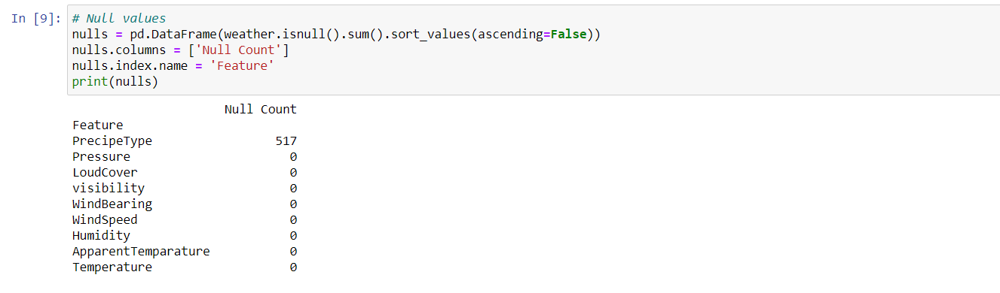 In [9]: # Null values
nulls = pd.DataFrame(weather.isnull().sum().sort_values(ascending=False))
nulls.columns = ['Null Count']
nulls.index.name = 'Feature'
print(nulls)
Null Count
Feature
PrecipeType 517
Pressure 0
LoudCover 0
visibility 0
WindBearing 0
WindSpeed 0
Humidity 0
ApparentTemparature 0
Temperature 0